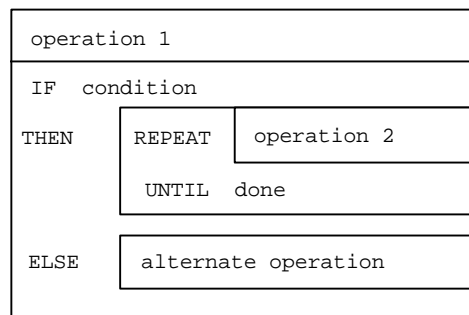 operation 1
IF condition
THEN REPEAT operation 2
UNTIL done
ELSE alternate operation